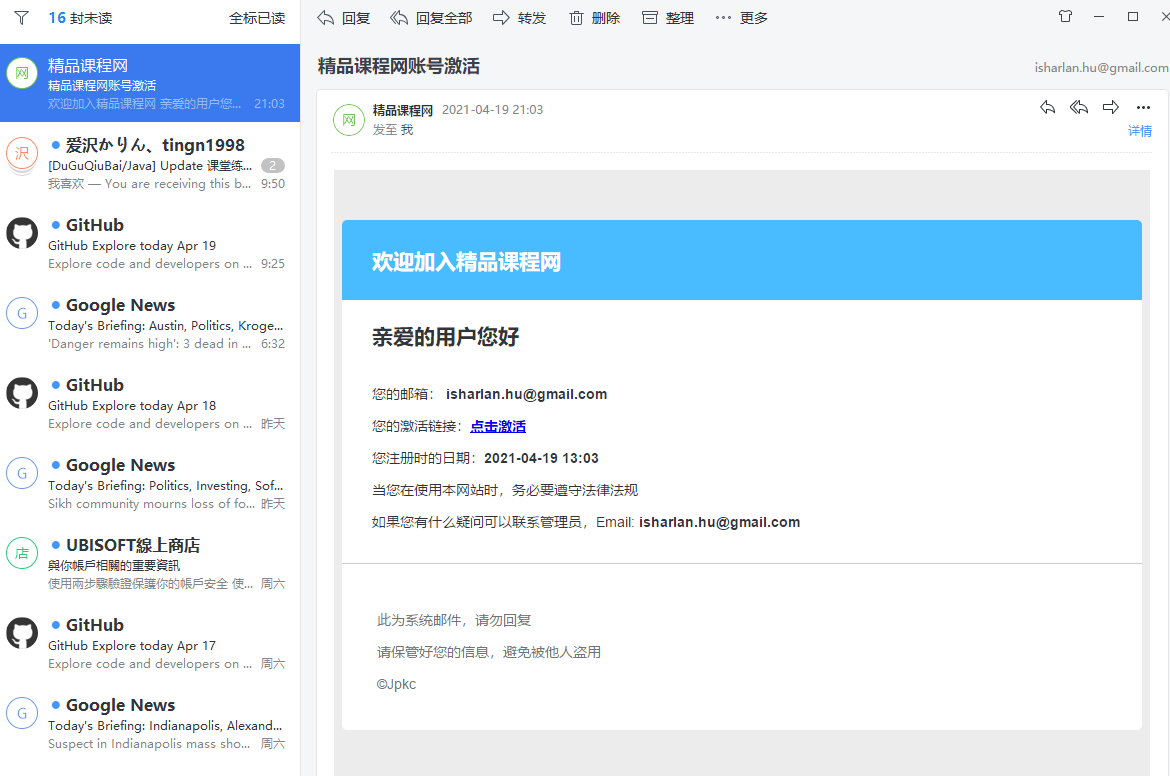 16 封未读 全标已读
网 精品课程网
精品课程网账号激活
欢迎加入精品课程网 亲爱的用户您... 21:03
沢 爱沢かりん、tingn1998
[DuGuQiuBai/Java] Update 课堂练... 2
我喜欢 — You are receiving this b... 9:50
GitHub
GitHub Explore today Apr 19
Explore code and developers on ... 9:25
G Google News
Today's Briefing: Austin, Politics, Kroge...
'Danger remains high': 3 dead in ... 6:32
GitHub
GitHub Explore today Apr 18
Explore code and developers on ... 昨天
G Google News
Today's Briefing: Politics, Investing, Sof...
Sikh community mourns loss of fo... 昨天
店 UBISOFT線上商店
與你帳戶相關的重要資訊
使用兩步驟驗證保護你的帳戶安全 使... 周六
GitHub
GitHub Explore today Apr 17
Explore code and developers on ... 周六
G Google News
Today's Briefing: Indianapolis, Alexand...
Suspect in Indianapolis mass sho... 周六
回复 回复全部 转发 删除 整理 更多
精品课程网账号激活
isharlan.hu@gmail.com
网 精品课程网 2021-04-19 21:03
发至 我
详情
欢迎加入精品课程网
亲爱的用户您好
您的邮箱： isharlan.hu@gmail.com
您的激活链接：点击激活
您注册时的日期：2021-04-19 13:03
当您在使用本网站时，务必要遵守法律法规
如果您有什么疑问可以联系管理员，Email: isharlan.hu@gmail.com
此为系统邮件，请勿回复
请保管好您的信息，避免被他人盗用
©Jpkc